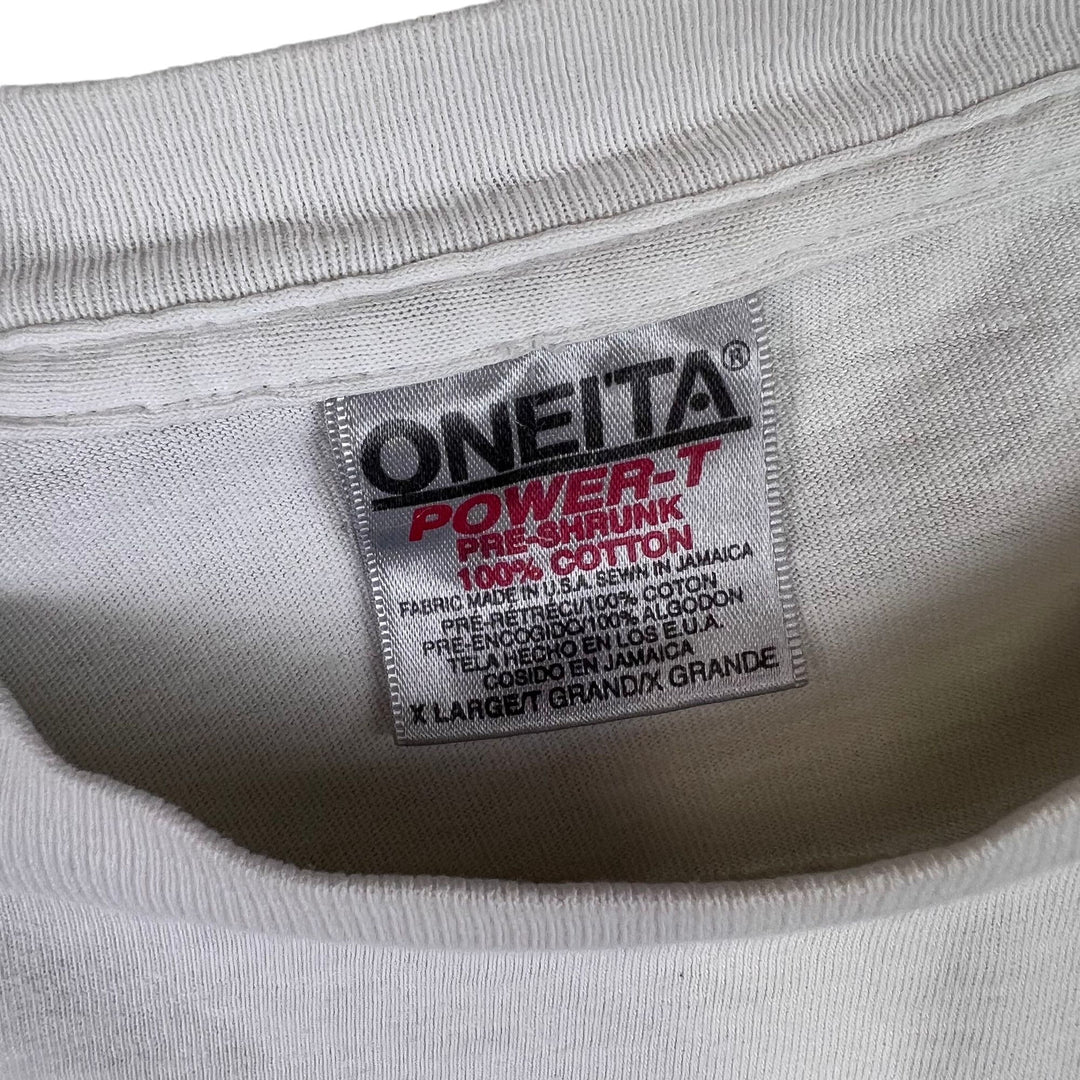 ONEITA®
POWER-T
PRE-SHRUNK
100% COTTON
FABRIC MADE IN U.S.A. SEWN IN JAMAICA
PRE-RETRECI/100% COTON
PRE-ENCOGIDO/100% ALGODON
TELA HECHO EN LOS E.U.A.
COSIDO EN JAMAICA
X LARGE/T GRAND/X GRANDE